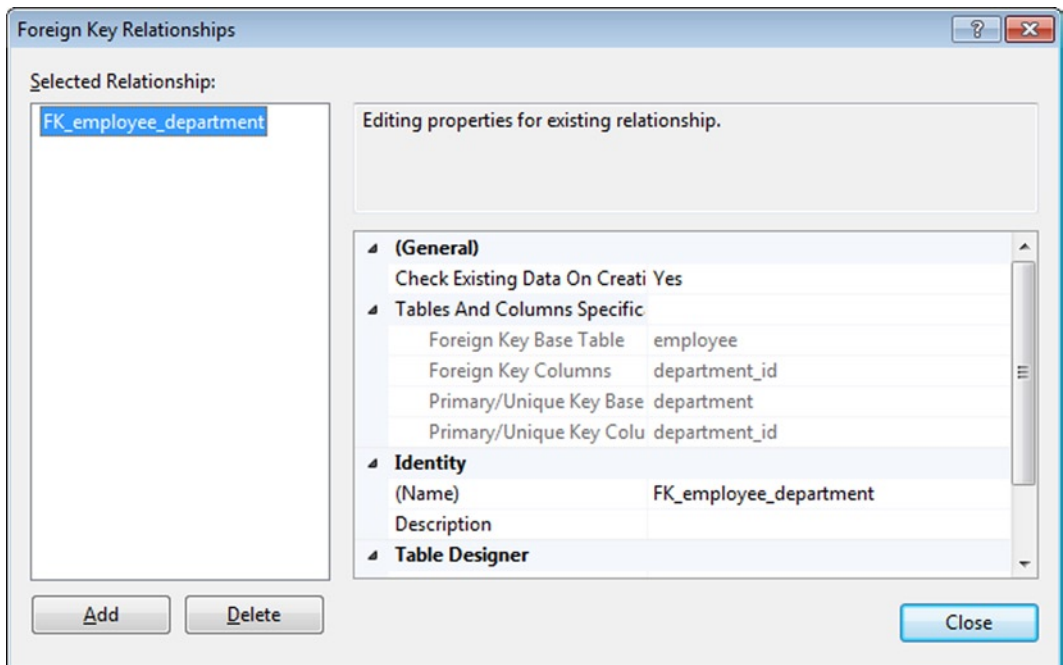 Foreign Key Relationships
Selected Relationship:
FK_employee_department
Editing properties for existing relationship.
(General)
Check Existing Data On Creati Yes
Tables And Columns Specific
Foreign Key Base Table employee
Foreign Key Columns department_id
Primary/Unique Key Base department
Primary/Unique Key Colu department_id
Identity
(Name) FK_employee_department
Description
Table Designer
Add Delete
Close